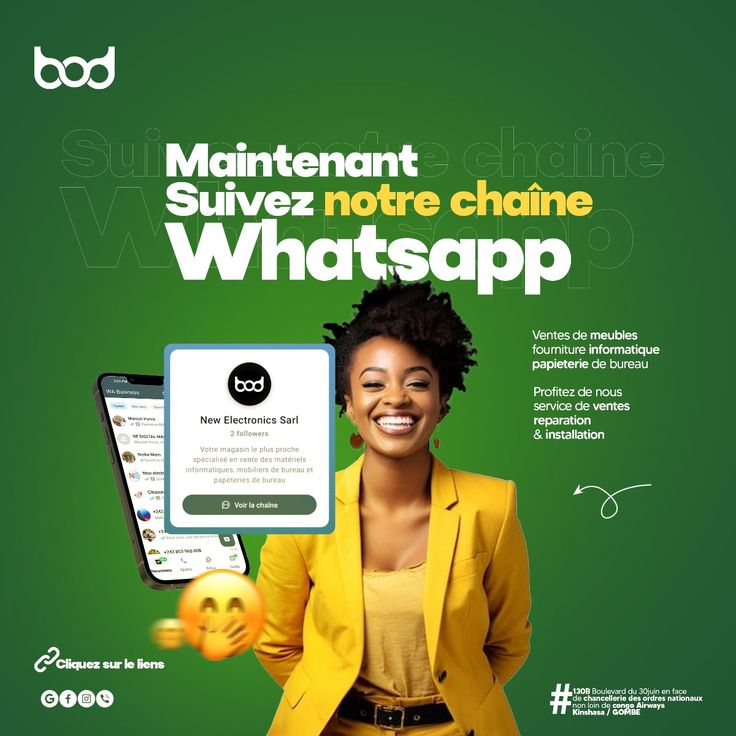 bod
Maintenant
Suivez notre chaîne
Whatsapp
Ventes de meubles
fourniture informatique
papieterie de bureau
Profitez de nous
service de ventes
reparation
& installation
WA Business
bod
New Electronics Sarl
2 followers
Votre magasin le plus proche
spécialisé en vente des matériels
informatiques, mobiliers de bureau et
papeteries de bureau
Voir la chaîne
Cliquez sur le liens
#130B Boulevard du 30juin en face
de chancellerie des ordres nationaux
non loin de congo Airways
Kinshasa / GOMBE